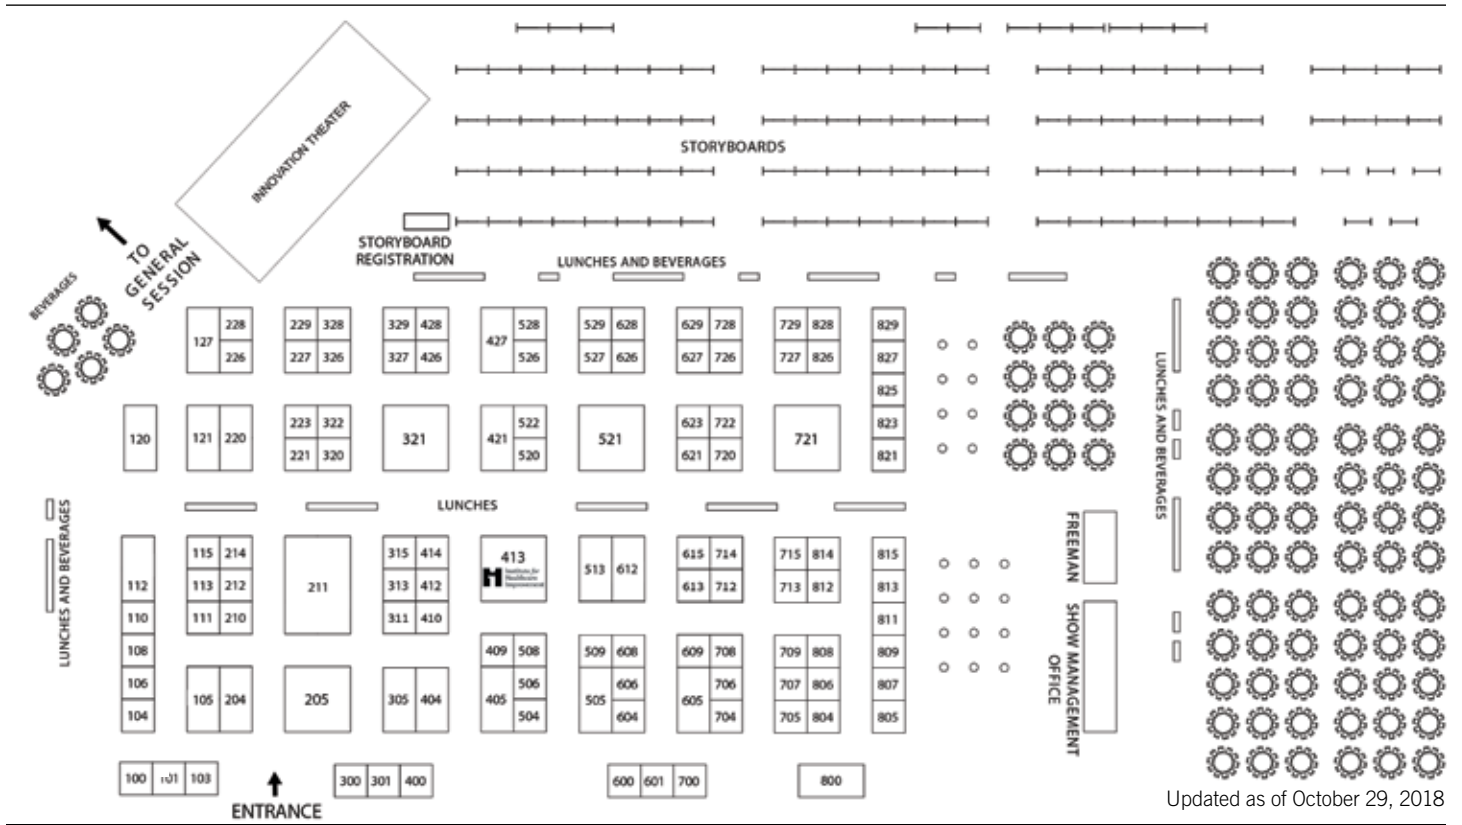 INNOVATION THEATER
STORYBOARDS
TO
GENERAL
SESSION
STORYBOARD
REGISTRATION
LUNCHES AND BEVERAGES
BEVERAGES
127 228 229 328 329 428 427 528 529 628 629 728 729 828 829
226 227 326 327 426 526 527 626 627 726 727 826 827
825
120 121 220 223 322 321 421 522 521 623 722 721 823
221 320 520 621 720 821
LUNCHES AND BEVERAGES
LUNCHES
LUNCHES AND BEVERAGES
115 214 211 315 414 413 513 612 615 714 715 814 815
Institute for
Healthcare
Improvement
112 113 212 313 412 613 712 713 812 813
110 111 210 311 410 811
108 409 508 509 608 609 708 709 808 809
106 105 204 205 305 404 405 506 505 606 605 706 707 806 807
104 504 604 704 705 804 805
FREEMAN
SHOW MANAGEMENT
OFFICE
100 101 103 300 301 400 600 601 700 800
ENTRANCE
Updated as of October 29, 2018